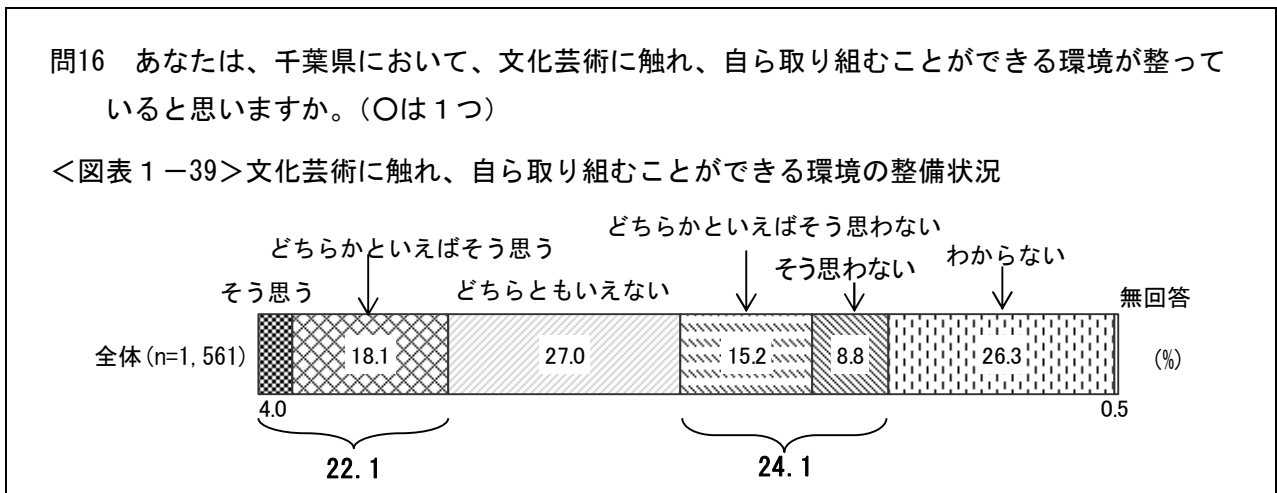 問16　あなたは、千葉県において、文化芸術に触れ、自ら取り組むことができる環境が整って
いると思いますか。（〇は１つ）
＜図表１－39＞文化芸術に触れ、自ら取り組むことができる環境の整備状況
どちらかといえばそう思わない
どちらかといえばそう思う
そう思わない
わからない
そう思う
どちらともいえない
無回答
全体(n=1,561)
18.1
27.0
15.2
8.8
26.3
(%)
4.0
0.5
22.1
24.1